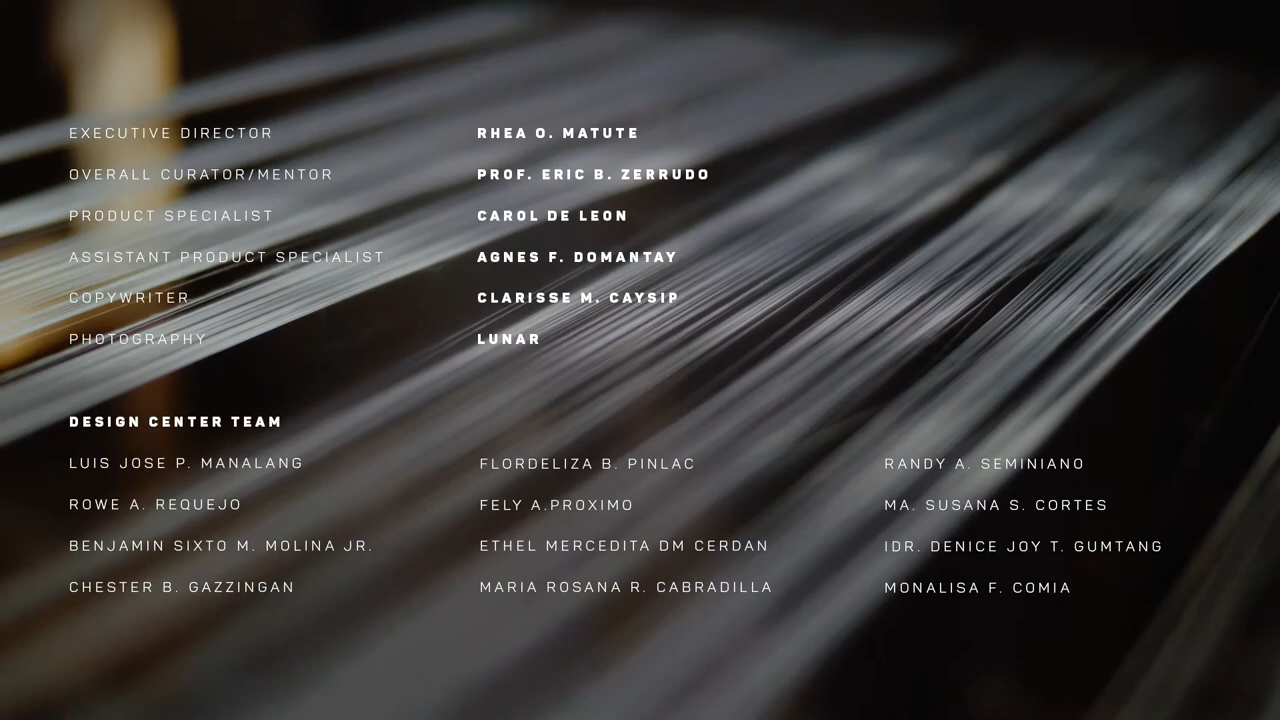 EXECUTIVE DIRECTOR RHEA O. MATUTE
OVERALL CURATOR/MENTOR PROF. ERIC B. ZERRUDO
PRODUCT SPECIALIST CAROL DE LEON
ASSISTANT PRODUCT SPECIALIST AGNES F. DOMANTAY
COPYWRITER CLARISSE M. CAYSIP
PHOTOGRAPHY LUNAR
DESIGN CENTER TEAM
LUIS JOSE P. MANALANG FLORDELIZA B. PINLAC RANDY A. SEMINIANO
ROWE A. REQUEJO FELY A.PROXIMO MA. SUSANA S. CORTES
BENJAMIN SIXTO M. MOLINA JR. ETHEL MERCEDITA DM CERDAN IDR. DENICE JOY T. GUMTANG
CHESTER B. GAZZINGAN MARIA ROSANA R. CABRADILLA MONALISA F. COMIA